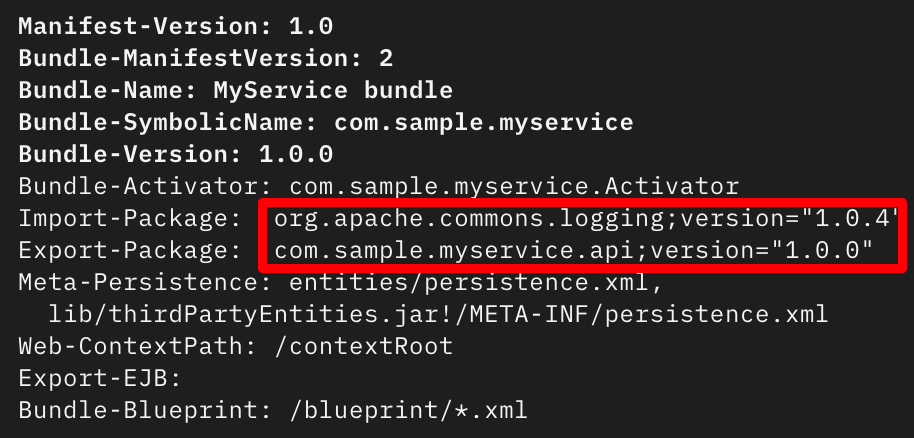 Manifest-Version: 1.0
Bundle-ManifestVersion: 2
Bundle-Name: MyService bundle
Bundle-SymbolicName: com.sample.myservice
Bundle-Version: 1.0.0
Bundle-Activator: com.sample.myservice.Activator
Import-Package: org.apache.commons.logging;version="1.0.4"
Export-Package: com.sample.myservice.api;version="1.0.0"
Meta-Persistence: entities/persistence.xml,
lib/thirdPartyEntities.jar!/META-INF/persistence.xml
Web-ContextPath: /contextRoot
Export-EJB:
Bundle-Blueprint: /blueprint/*.xml